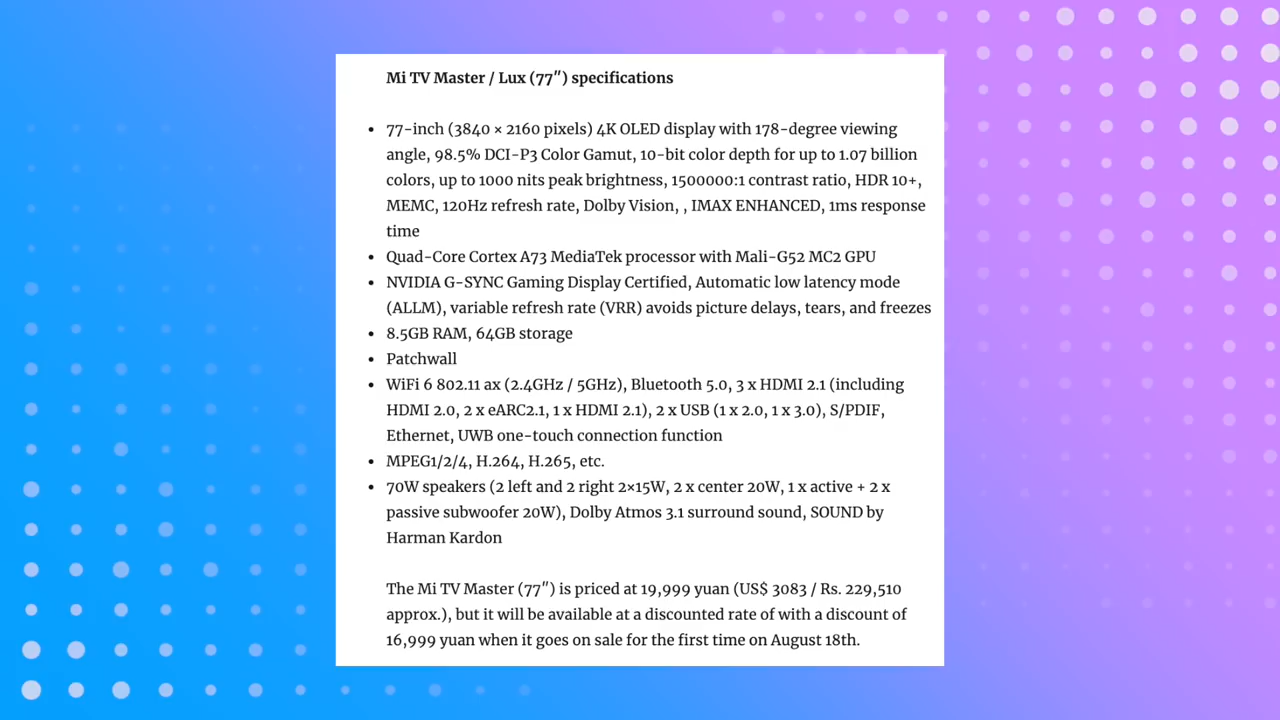 Mi TV Master / Lux (77″) specifications
• 77-inch (3840 × 2160 pixels) 4K OLED display with 178-degree viewing
angle, 98.5% DCI-P3 Color Gamut, 10-bit color depth for up to 1.07 billion
colors, up to 1000 nits peak brightness, 1500000:1 contrast ratio, HDR 10+,
MEMC, 120Hz refresh rate, Dolby Vision, , IMAX ENHANCED, 1ms response
time
• Quad-Core Cortex A73 MediaTek processor with Mali-G52 MC2 GPU
• NVIDIA G-SYNC Gaming Display Certified, Automatic low latency mode
(ALLM), variable refresh rate (VRR) avoids picture delays, tears, and freezes
• 8.5GB RAM, 64GB storage
• Patchwall
• WiFi 6 802.11 ax (2.4GHz / 5GHz), Bluetooth 5.0, 3 x HDMI 2.1 (including
HDMI 2.0, 2 x eARC2.1, 1 x HDMI 2.1), 2 x USB (1 x 2.0, 1 x 3.0), S/PDIF,
Ethernet, UWB one-touch connection function
• MPEG1/2/4, H.264, H.265, etc.
• 70W speakers (2 left and 2 right 2×15W, 2 x center 20W, 1 x active + 2 x
passive subwoofer 20W), Dolby Atmos 3.1 surround sound, SOUND by
Harman Kardon
The Mi TV Master (77″) is priced at 19,999 yuan (US$ 3083 / Rs. 229,510
approx.), but it will be available at a discounted rate of with a discount of
16,999 yuan when it goes on sale for the first time on August 18th.